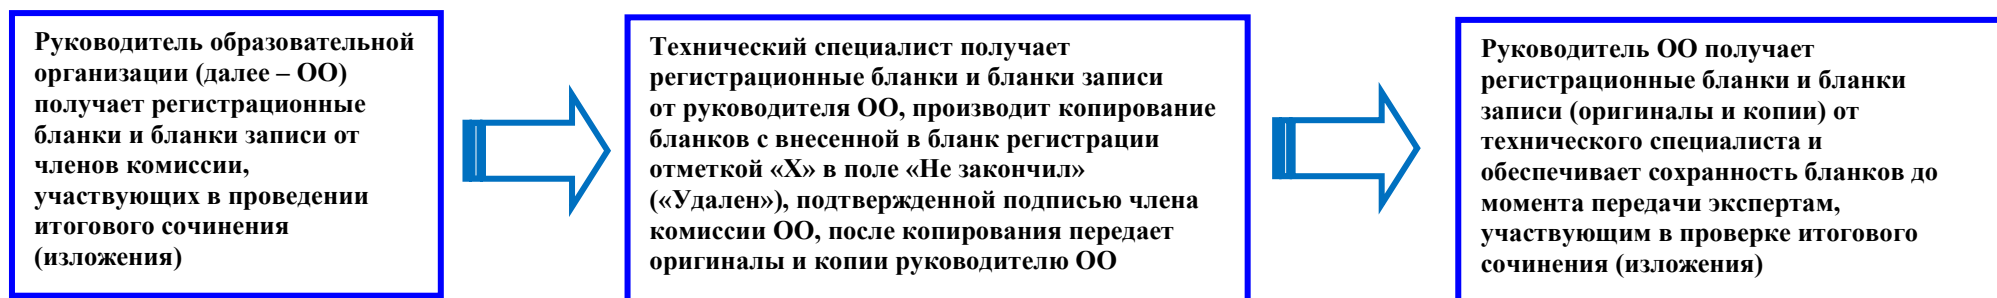 Руководитель образовательной
организации (далее – ОО)
получает регистрационные
бланки и бланки записи от
членов комиссии,
участвующих в проведении
итогового сочинения
(изложения)
Технический специалист получает
регистрационные бланки и бланки записи
от руководителя ОО, производит копирование
бланков с внесенной в бланк регистрации
отметкой «Х» в поле «Не закончил»
(«Удален»), подтвержденной подписью члена
комиссии ОО, после копирования передает
оригиналы и копии руководителю ОО
Руководитель ОО получает
регистрационные бланки и бланки
записи (оригиналы и копии) от
технического специалиста и
обеспечивает сохранность бланков до
момента передачи экспертам,
участвующим в проверке итогового
сочинения (изложения)